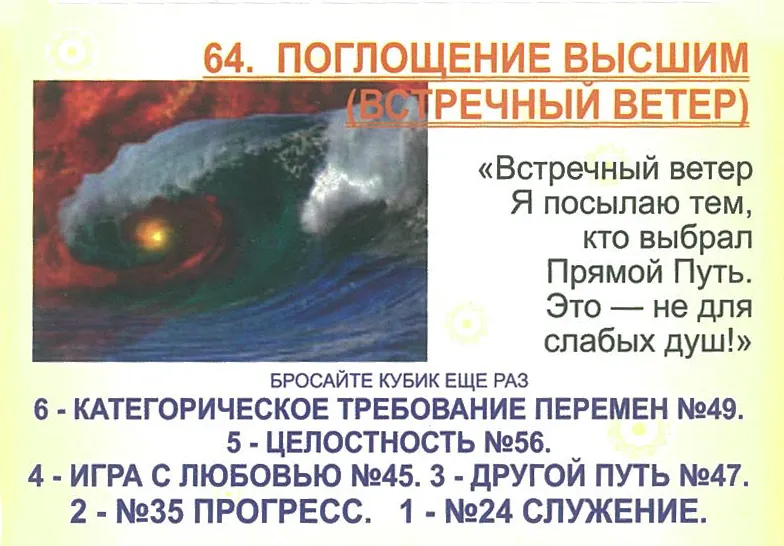 64. ПОГЛОЩЕНИЕ ВЫСШИМ
(ВСТРЕЧНЫЙ ВЕТЕР)
«Встречный ветер
Я посылаю тем,
кто выбрал
Прямой Путь.
Это — не для
слабых душ!»
БРОСАЙТЕ КУБИК ЕЩЕ РАЗ
6 - КАТЕГОРИЧЕСКОЕ ТРЕБОВАНИЕ ПЕРЕМЕН №49.
5 - ЦЕЛОСТНОСТЬ №56.
4 - ИГРА С ЛЮБОВЬЮ №45. 3 - ДРУГОЙ ПУТЬ №47.
2 - №35 ПРОГРЕСС. 1 - №24 СЛУЖЕНИЕ.